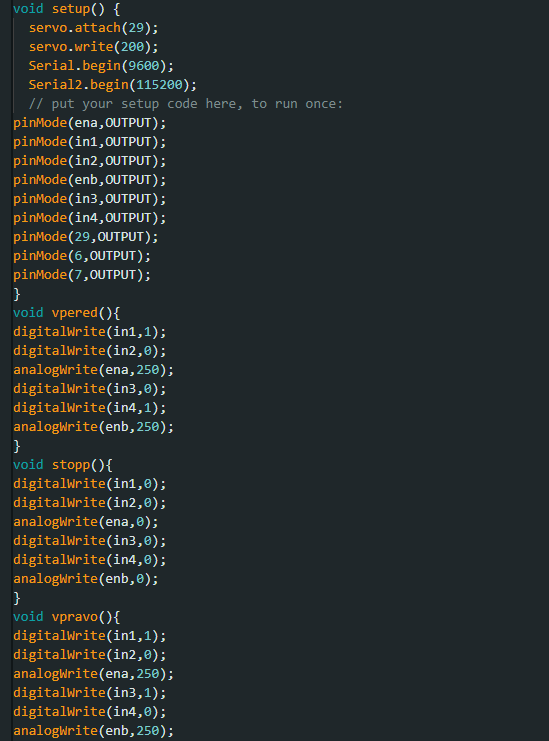 void setup() {
  servo.attach(29);
  servo.write(200);
  Serial.begin(9600);
  Serial2.begin(115200);
  // put your setup code here, to run once:
pinMode(ena,OUTPUT);
pinMode(in1,OUTPUT);
pinMode(in2,OUTPUT);
pinMode(enb,OUTPUT);
pinMode(in3,OUTPUT);
pinMode(in4,OUTPUT);
pinMode(29,OUTPUT);
pinMode(6,OUTPUT);
pinMode(7,OUTPUT);
}
void vpered(){
digitalWrite(in1,1);
digitalWrite(in2,0);
analogWrite(ena,250);
digitalWrite(in3,0);
digitalWrite(in4,1);
analogWrite(enb,250);
}
void stopp(){
digitalWrite(in1,0);
digitalWrite(in2,0);
analogWrite(ena,0);
digitalWrite(in3,0);
digitalWrite(in4,0);
analogWrite(enb,0);
}
void vpravo(){
digitalWrite(in1,1);
digitalWrite(in2,0);
analogWrite(ena,250);
digitalWrite(in3,1);
digitalWrite(in4,0);
analogWrite(enb,250);